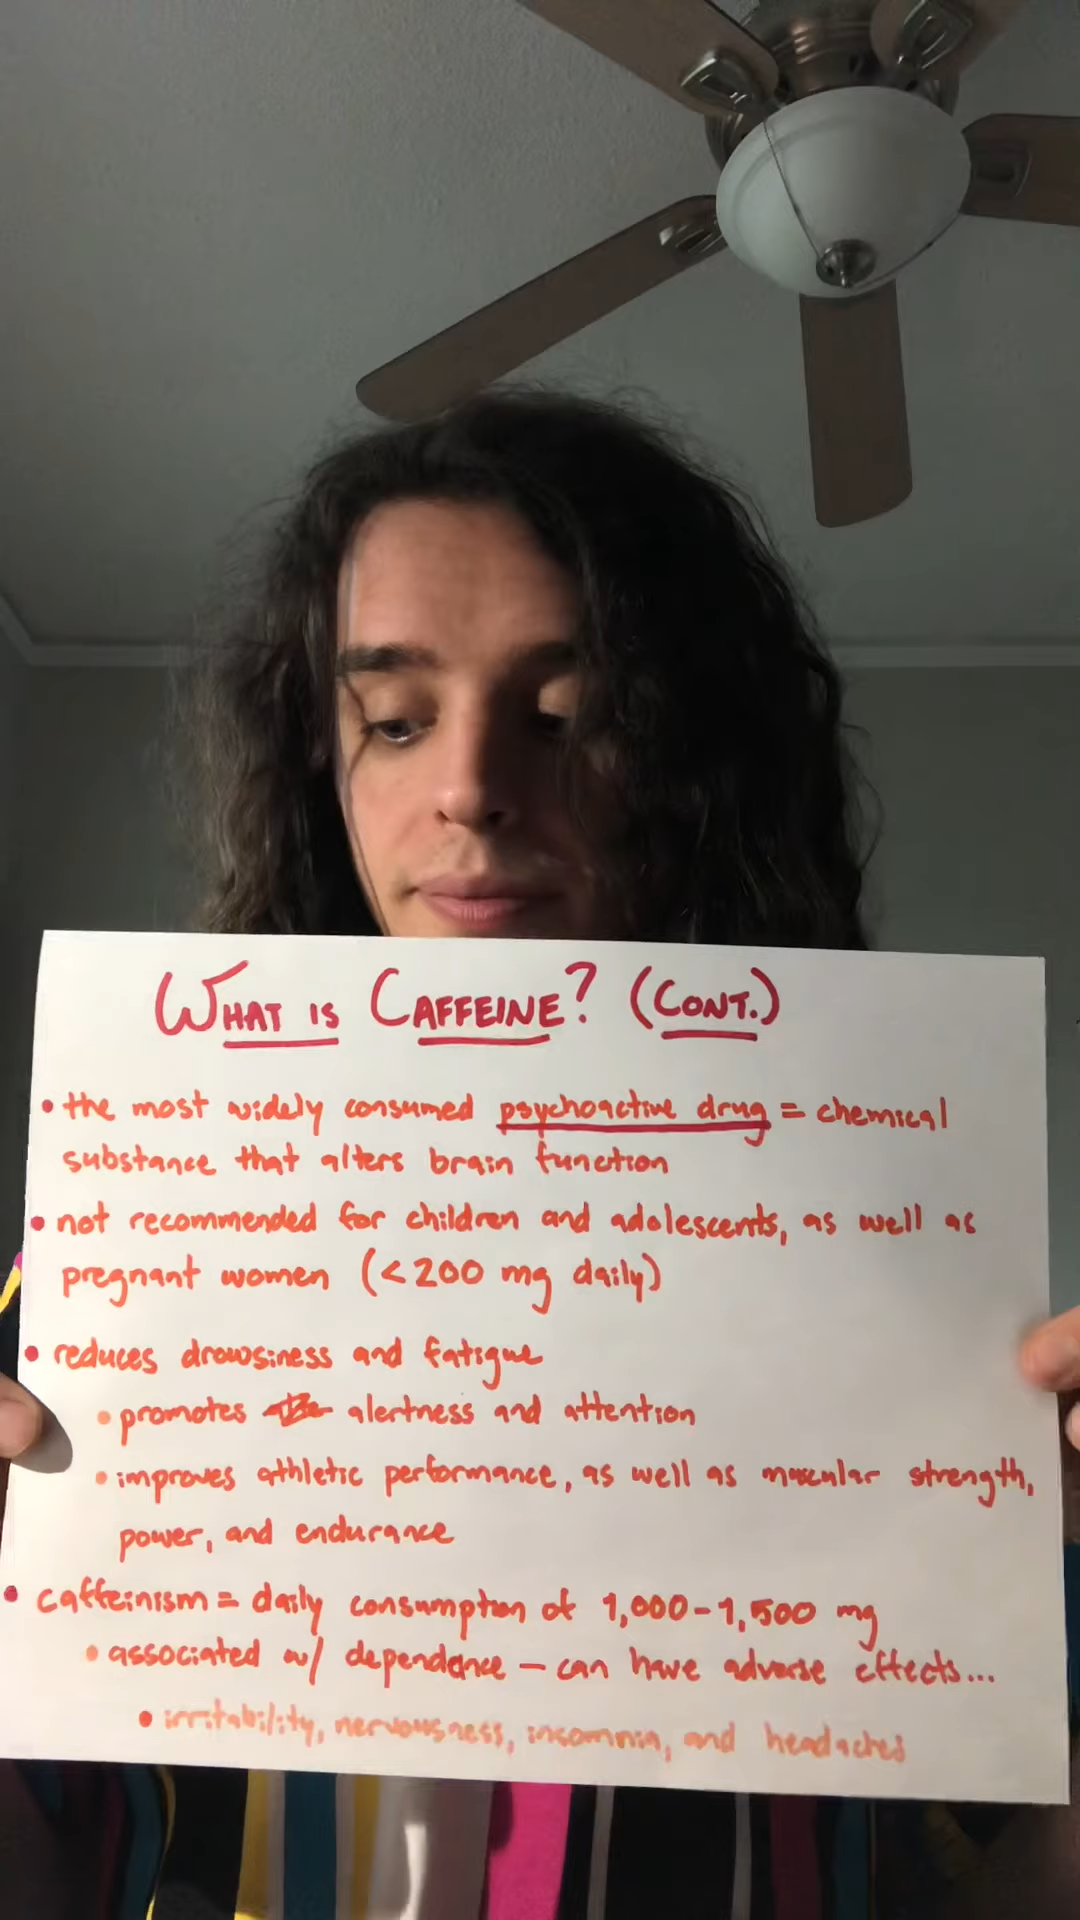 WHAT IS CAFFEINE? (CONT.)
• the most widely consumed psychoactive drug = chemical
substance that alters brain function
• not recommended for children and adolescents, as well as
pregnant women (<200 mg daily)
• reduces drowsiness and fatigue
• promotes alertness and attention
• improves athletic performance, as well as muscular strength,
power, and endurance
• caffeinism = daily consumption of 1,000-1,500 mg
• associated w/ dependence – can have adverse effects...
• irritability, nervousness, insomnia, and headaches